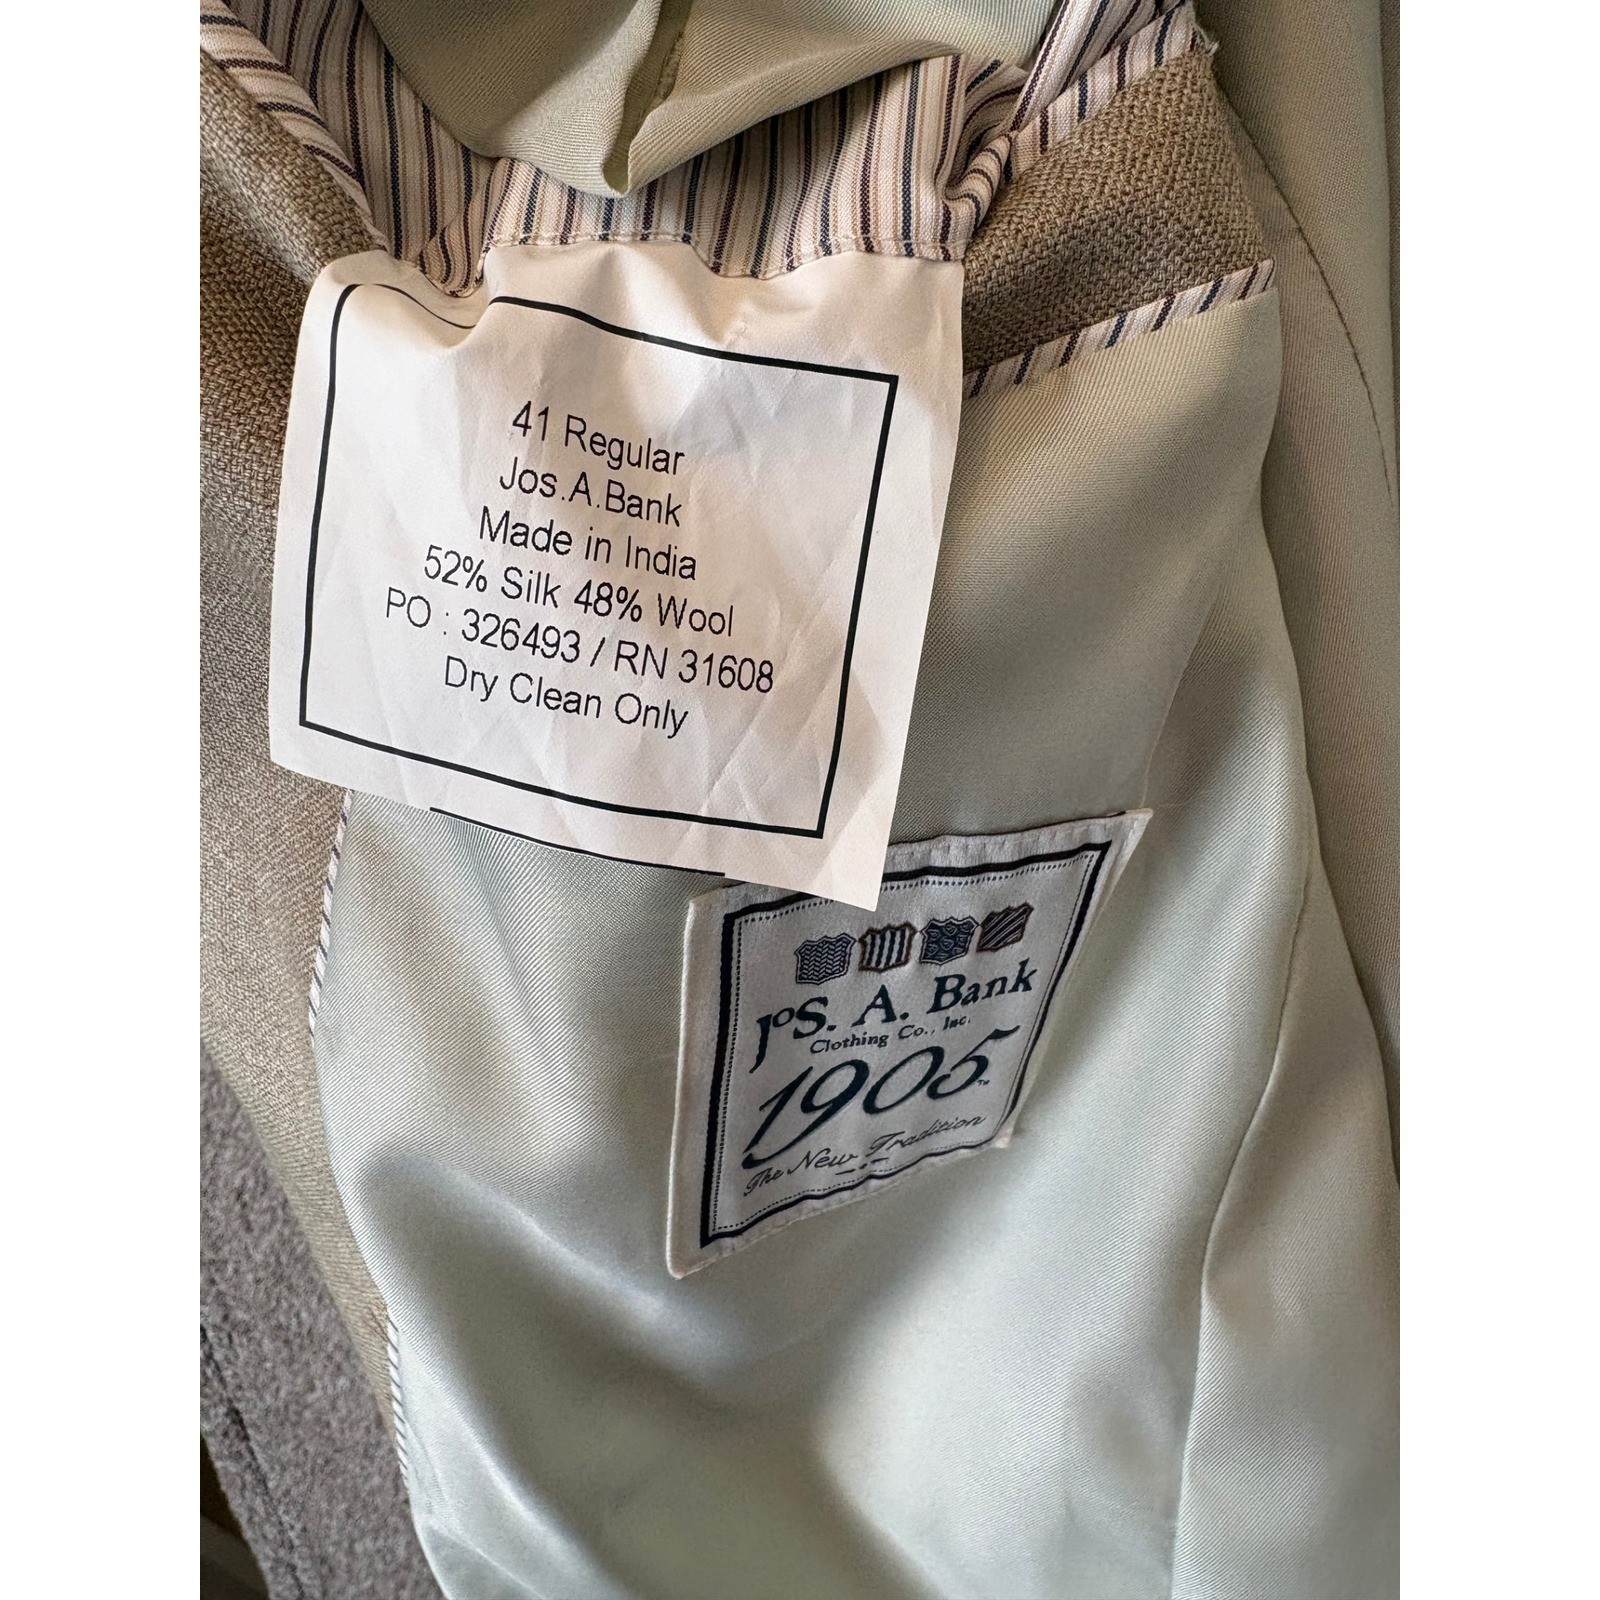 41 Regular
Jos.A.Bank
Made in India
52% Silk 48% Wool
PO : 326493 / RN 31608
Dry Clean Only
JoS. A. Bank
Clothing Co., Inc.
1905™
The New Tradition